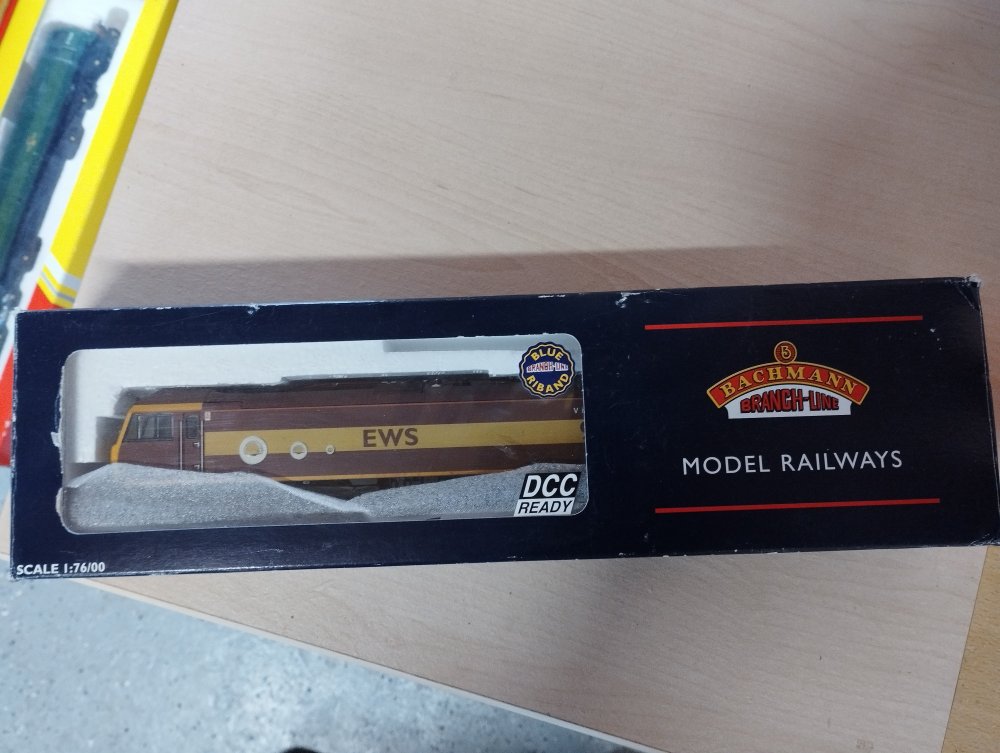 BLUE
BRANCH-LINE
RIBAND
EWS
DCC
READY
SCALE 1:76/00
B
BACHMANN
BRANCH-LINE
MODEL RAILWAYS